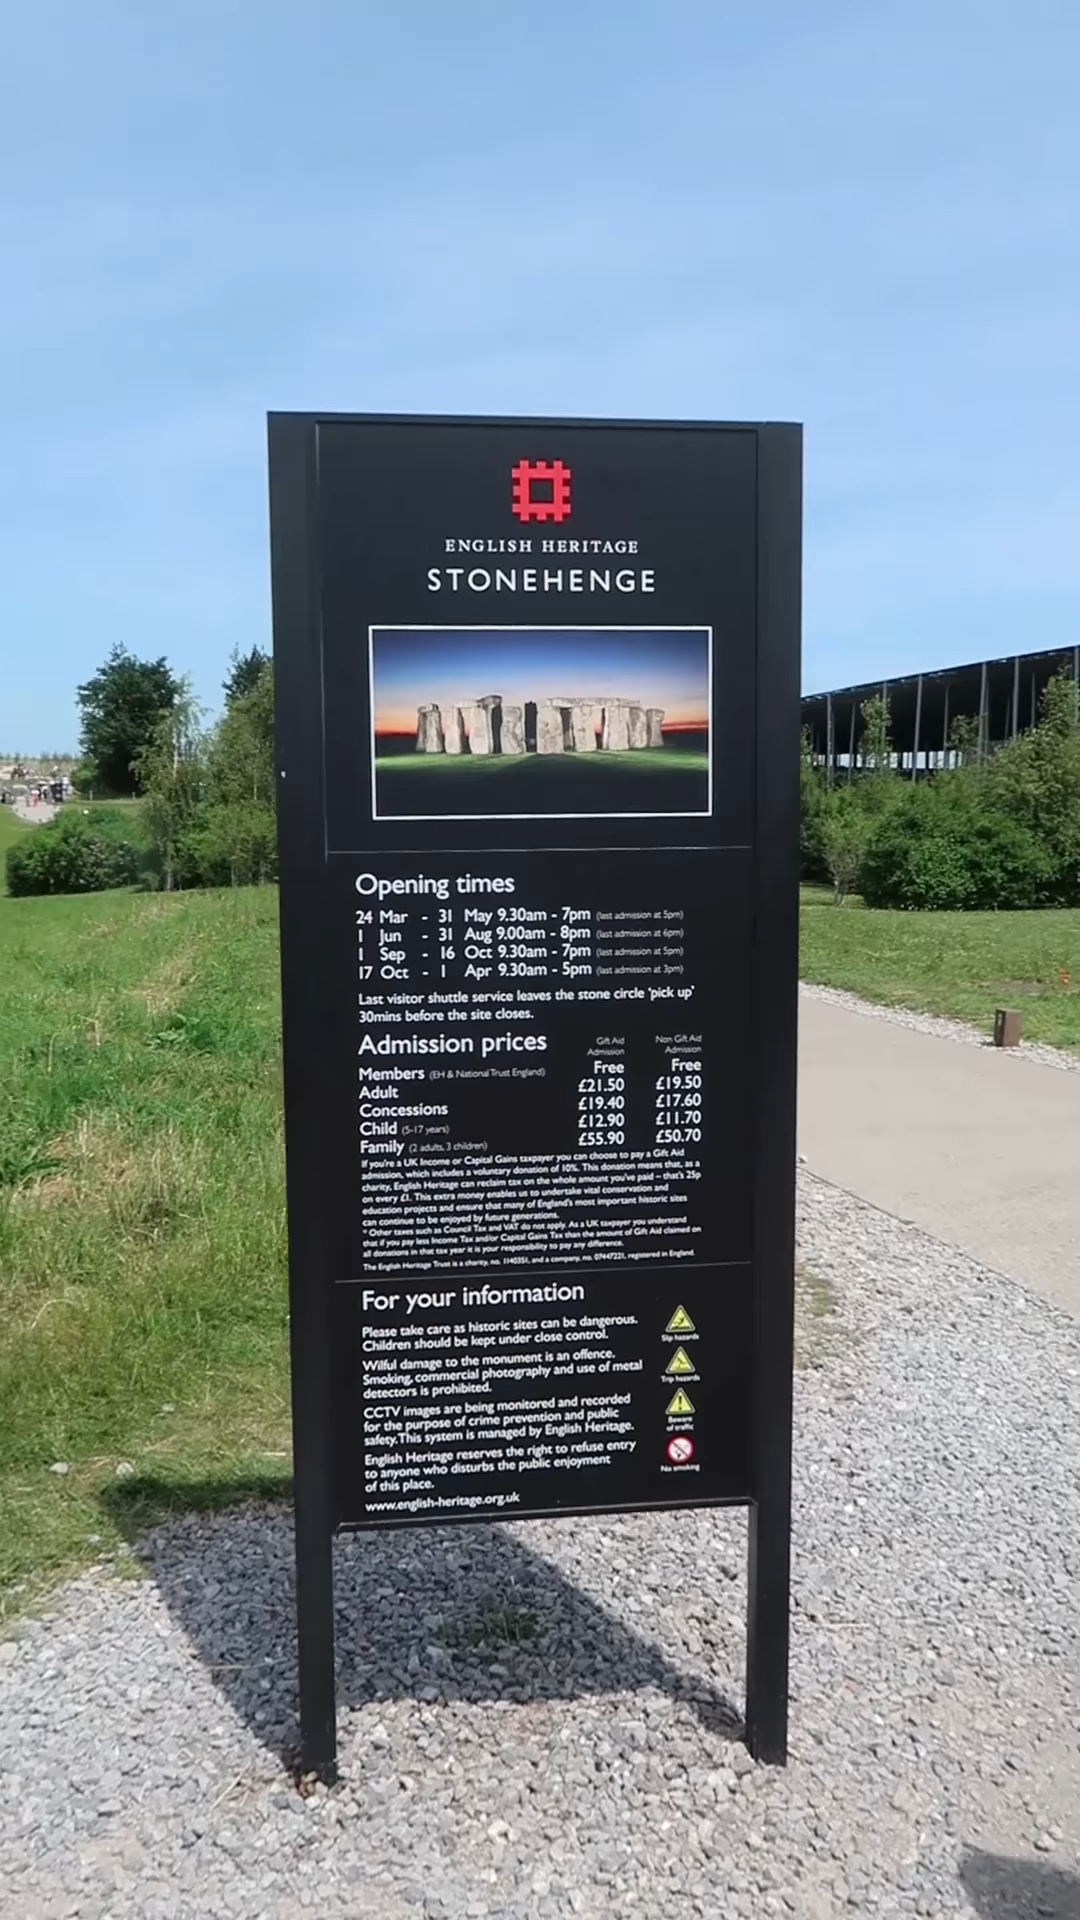 ENGLISH HERITAGE
STONEHENGE
Opening times
24 Mar - 31 May 9.30am - 7pm (last admission at 5pm)
1 Jun - 31 Aug 9.00am - 8pm (last admission at 6pm)
1 Sep - 16 Oct 9.30am - 7pm (last admission at 5pm)
17 Oct - 1 Apr 9.30am - 5pm (last admission at 3pm)
Last visitor shuttle service leaves the stone circle 'pick up'
30mins before the site closes.
Admission prices Gift Aid Admission Non Gift Aid Admission
Members (EH & National Trust England) Free Free
Adult £21.50 £19.50
Concessions £19.40 £17.60
Child (5-17 years) £12.90 £11.70
Family (2 adults, 3 children) £55.90 £50.70
If you're a UK Income or Capital Gains taxpayer you can choose to pay a Gift Aid
admission, which includes a voluntary donation of 10%. This donation means that, as a
charity, English Heritage can reclaim tax on the whole amount you've paid – that's 25p
on every £1. This extra money enables us to undertake vital conservation and
education projects and ensure that many of England's most important historic sites
can continue to be enjoyed by future generations.
* Other taxes such as Council Tax and VAT do not apply. As a UK taxpayer you understand
that if you pay less Income Tax and/or Capital Gains Tax than the amount of Gift Aid claimed on
all donations in that tax year it is your responsibility to pay any difference.
The English Heritage Trust is a charity, no. 1140351, and a company, no. 07447221, registered in England.
For your information
Please take care as historic sites can be dangerous.
Children should be kept under close control.
Wilful damage to the monument is an offence.
Smoking, commercial photography and use of metal
detectors is prohibited.
CCTV images are being monitored and recorded
for the purpose of crime prevention and public
safety. This system is managed by English Heritage.
English Heritage reserves the right to refuse entry
to anyone who disturbs the public enjoyment
of this place.
www.english-heritage.org.uk
Slip hazards
Trip hazards
Beware
of traffic
No smoking